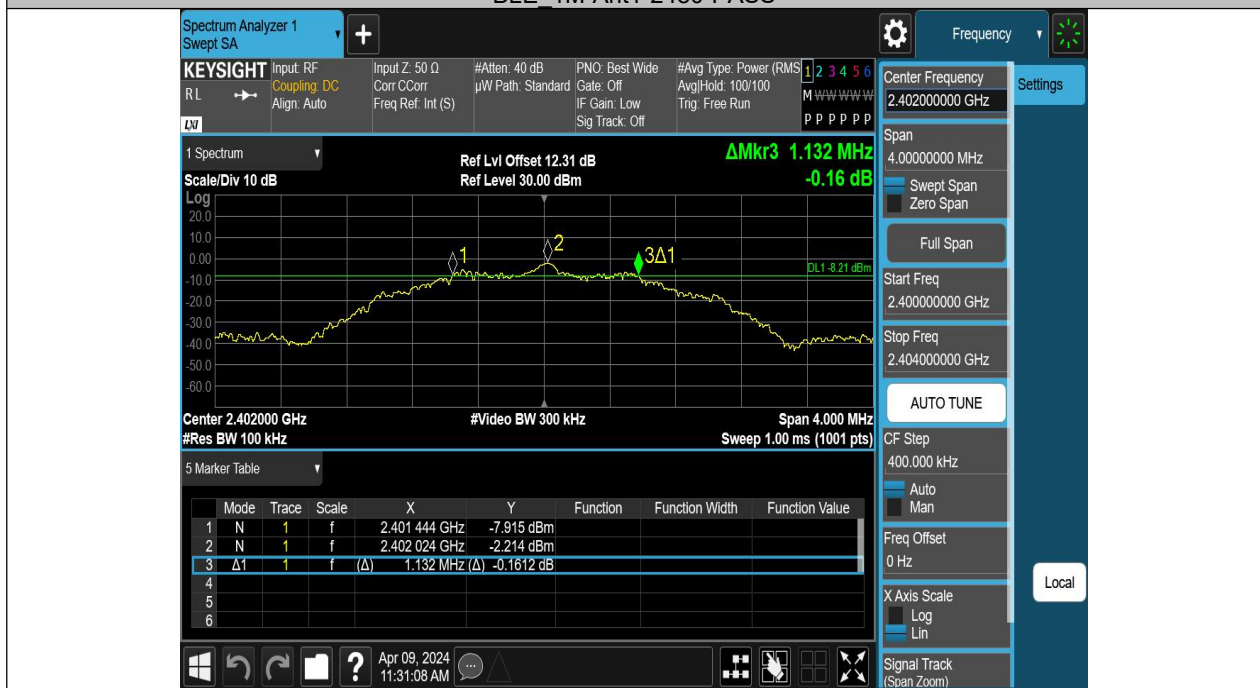 Spectrum Analyzer 1
Swept SA
Frequency
KEYSIGHT
RL
LXI
Input: RF
Coupling: DC
Align: Auto
Input Z: 50 Ω
Corr CCorr
Freq Ref: Int (S)
#Atten: 40 dB
µW Path: Standard
PNO: Best Wide
Gate: Off
IF Gain: Low
Sig Track: Off
#Avg Type: Power (RMS
Avg|Hold: 100/100
Trig: Free Run
1 2 3 4 5 6
M W W W W W
P P P P P P
1 Spectrum
Scale/Div 10 dB
Ref Lvl Offset 12.31 dB
Ref Level 30.00 dBm
ΔMkr3 1.132 MHz
-0.16 dB
Log
20.0
10.0
0.00
-10.0
-20.0
-30.0
-40.0
-50.0
-60.0
1
2
3Δ1
DL1 -8.21 dBm
Center 2.402000 GHz
#Video BW 300 kHz
Span 4.000 MHz
#Res BW 100 kHz
Sweep 1.00 ms (1001 pts)
5 Marker Table
Mode Trace Scale X Y Function Function Width Function Value
1 N 1 f 2.401 444 GHz -7.915 dBm
2 N 1 f 2.402 024 GHz -2.214 dBm
3 Δ1 1 f (Δ) 1.132 MHz (Δ) -0.1612 dB
4
5
6
?
Apr 09, 2024
11:31:08 AM
Center Frequency
2.402000000 GHz
Settings
Span
4.00000000 MHz
Swept Span
Zero Span
Full Span
Start Freq
2.400000000 GHz
Stop Freq
2.404000000 GHz
AUTO TUNE
CF Step
400.000 kHz
Auto
Man
Freq Offset
0 Hz
X Axis Scale
Log
Lin
Local
Signal Track
(Span Zoom)